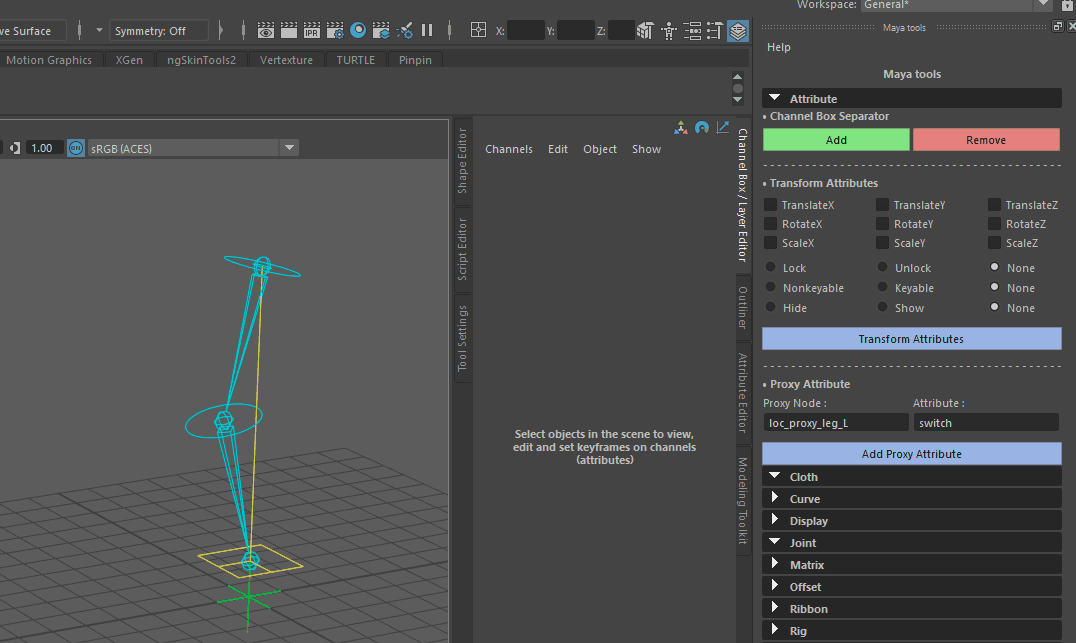 Workspace: General*
ve Surface Symmetry: Off IPR X: Y: Z:
Maya tools
Help
Motion Graphics XGen ngSkinTools2 Vertexture TURTLE Pinpin
Maya tools
Attribute
Channel Box Separator
Add Remove
1.00 ON sRGB (ACES)
Channels Edit Object Show
Shape Editor
Script Editor
Tool Settings
Select objects in the scene to view,
edit and set keyframes on channels
(attributes)
Channel Box / Layer Editor
Outliner
Attribute Editor
Modeling Toolkit
Transform Attributes
TranslateX TranslateY TranslateZ
RotateX RotateY RotateZ
ScaleX ScaleY ScaleZ
Lock Unlock None
Nonkeyable Keyable None
Hide Show None
Transform Attributes
Proxy Attribute
Proxy Node : Attribute :
loc_proxy_leg_L switch
Add Proxy Attribute
Cloth
Curve
Display
Joint
Matrix
Offset
Ribbon
Rig